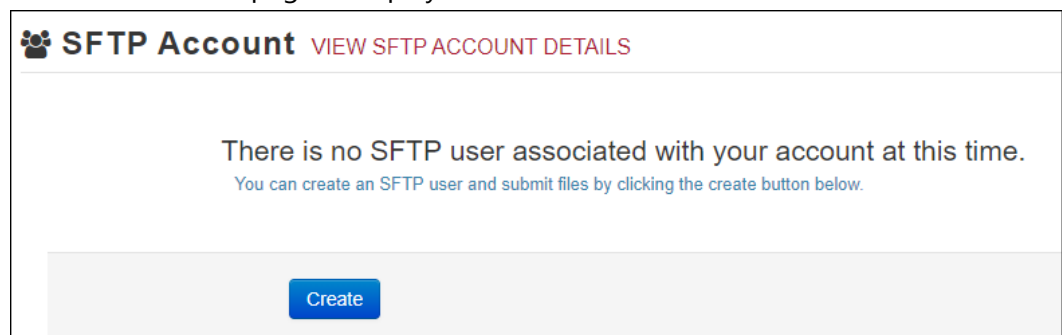 SFTP Account VIEW SFTP ACCOUNT DETAILS
There is no SFTP user associated with your account at this time.
You can create an SFTP user and submit files by clicking the create button below.
Create